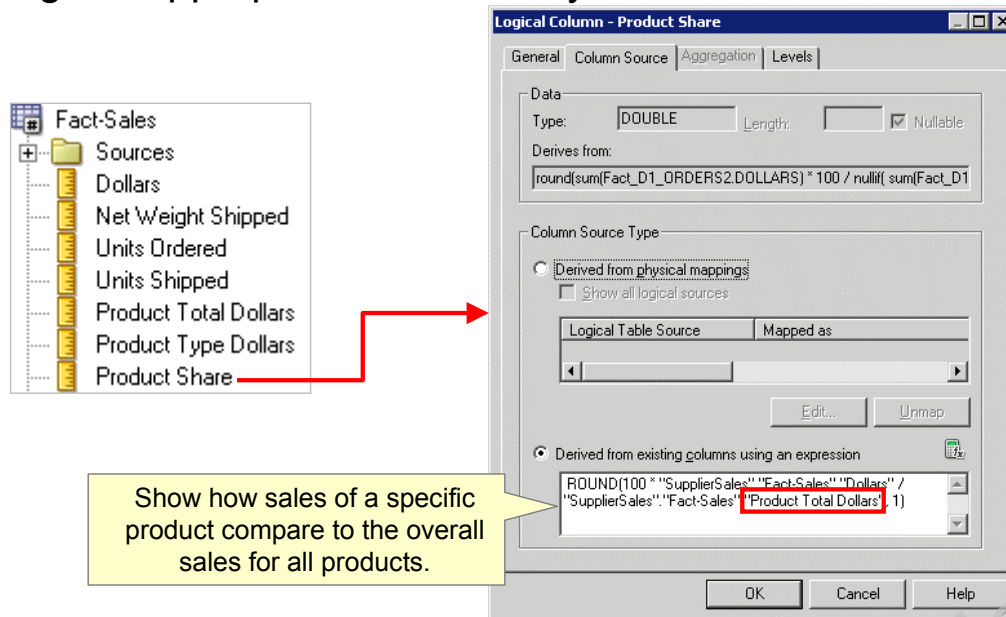 Logical Column - Product Share
General Column Source Aggregation Levels
Fact-Sales
Sources
Dollars
Net Weight Shipped
Units Ordered
Units Shipped
Product Total Dollars
Product Type Dollars
Product Share
Data
Type: DOUBLE Length: Nullable
Derives from:
round(sum(Fact_D1_ORDERS2.DOLLARS) * 100 / nullif( sum(Fact_D1
Column Source Type
Derived from physical mappings
Show all logical sources
Logical Table Source Mapped as
Edit... Unmap
Derived from existing columns using an expression
ROUND(100 * "SupplierSales"."Fact-Sales"."Dollars" /
"SupplierSales"."Fact-Sales"."Product Total Dollars", 1)
Show how sales of a specific
product compare to the overall
sales for all products.
OK Cancel Help